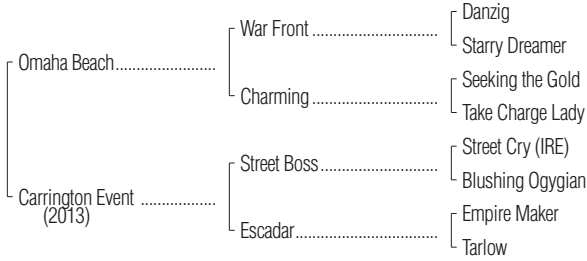 Danzig
War Front ..............................
Starry Dreamer
Omaha Beach.......................
Seeking the Gold
Charming ..............................
Take Charge Lady
Street Cry (IRE)
Street Boss............................
Blushing Ogygian
Carrington Event .................
(2013)
Empire Maker
Escadar..................................
Tarlow